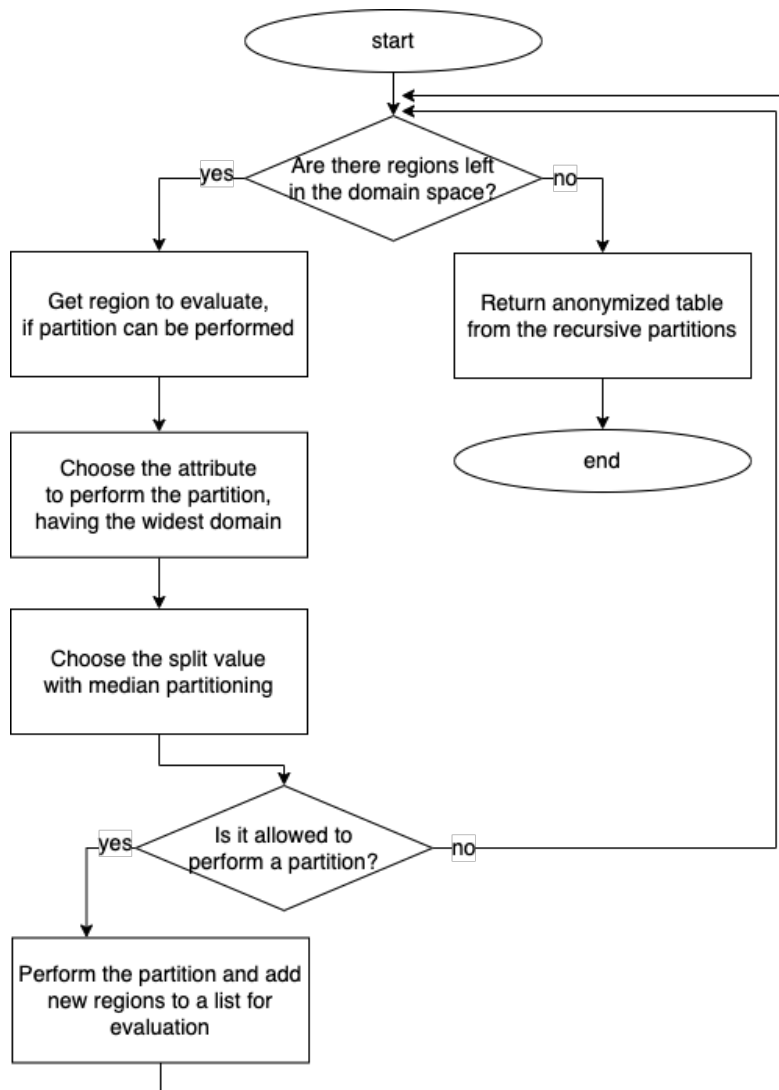 start
Are there regions left
in the domain space?
yes
no
Get region to evaluate,
if partition can be performed
Return anonymized table
from the recursive partitions
Choose the attribute
to perform the partition,
having the widest domain
end
Choose the split value
with median partitioning
Is it allowed to
perform a partition?
yes
no
Perform the partition and add
new regions to a list for
evaluation